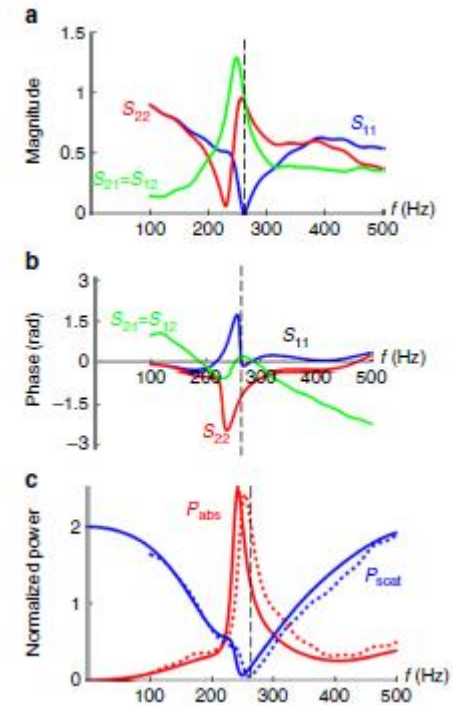 a
1.5
1
0.5
0
Magnitude
S22
S11
S21=S12
f (Hz)
100
200
300
400
500
b
3
1.5
0
−1.5
−3
Phase (rad)
S21=S12
S11
S22
f (Hz)
100
200
300
400
500
c
2
1
0
Normalized power
Pabs
Pscat
f (Hz)
100
200
300
400
500